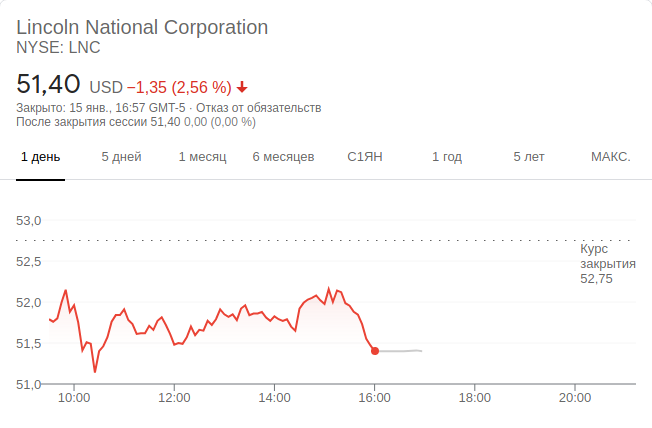 Lincoln National Corporation
NYSE: LNC
51,40 USD −1,35 (2,56 %)
Закрыто: 15 янв., 16:57 GMT-5 · Отказ от обязательств
После закрытия сессии 51,40 0,00 (0,00 %)
1 день 5 дней 1 месяц 6 месяцев С1ЯН 1 год 5 лет МАКС.
53,0
Курс
закрытия
52,75
52,5
52,0
51,5
51,0
10:00 12:00 14:00 16:00 18:00 20:00